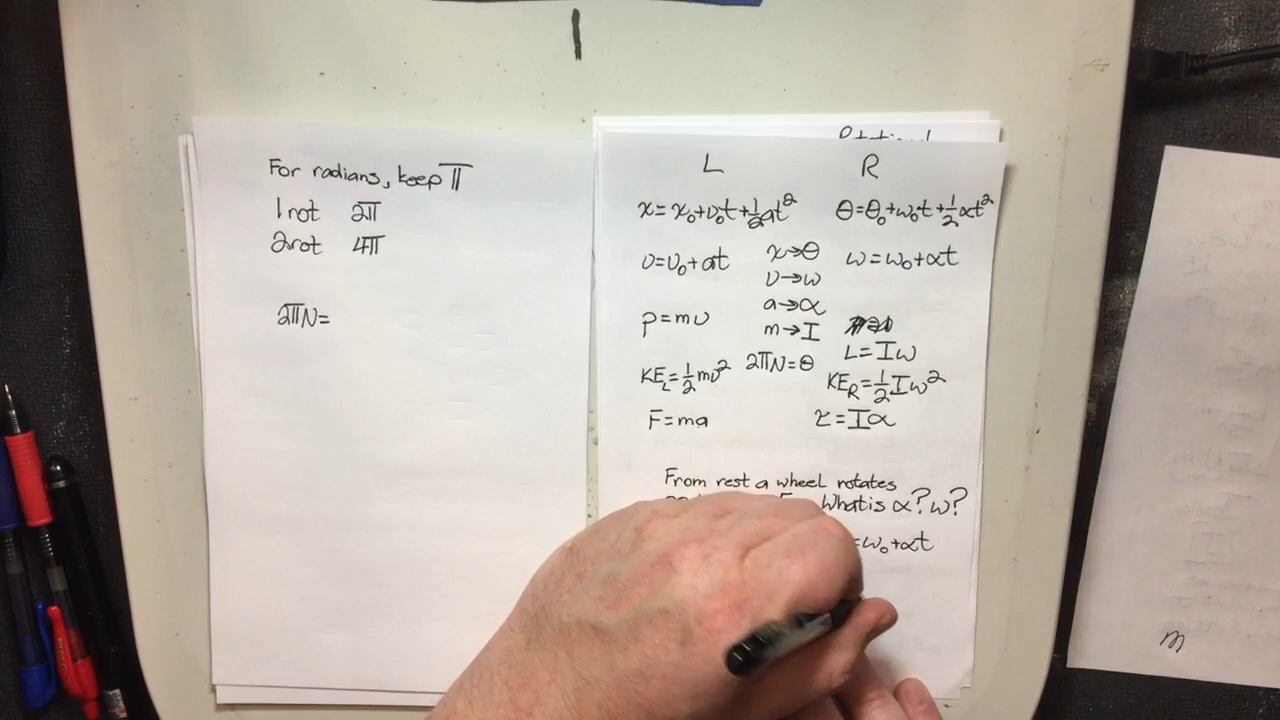 For radians, keep π
1 rot 2π
2 rot 4π
2πN=
L R
x=x₀+v₀t+½at² θ=θ₀+ω₀t+½αt²
x→θ
v=v₀+at ω=ω₀+αt
v→ω
a→α
p=mv
m→I
L=Iω
2πN=θ
KE_L=½mv² KE_R=½Iω²
F=ma τ=Iα
From rest a wheel rotates
What is α? ω?
=ω₀+αt
m